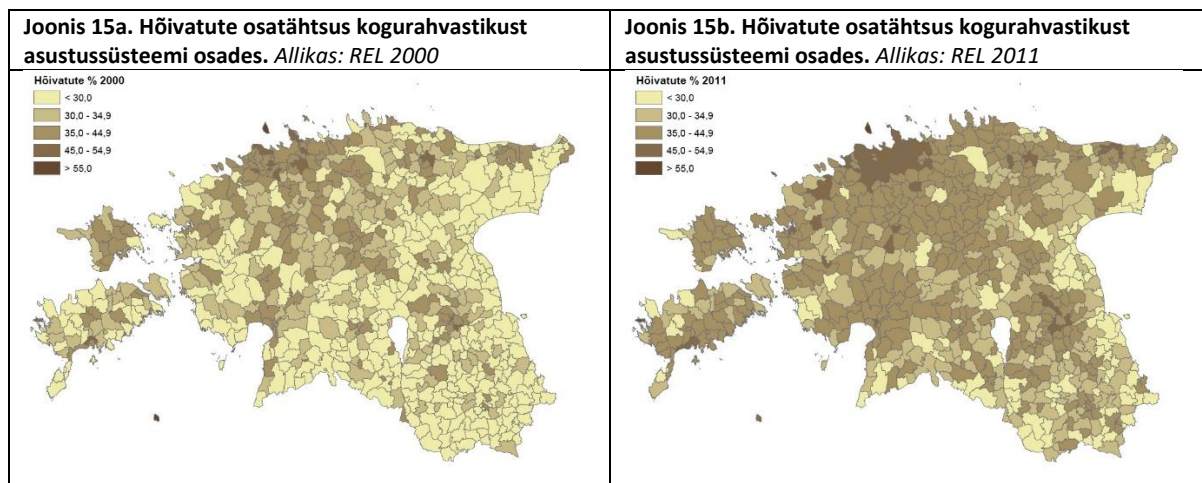 Joonis 15a. Hõivatute osatähtsus kogurahvastikust
asustussüsteemi osades. Allikas: REL 2000
Hõivatute % 2000
< 30,0
30,0 - 34,9
35,0 - 44,9
45,0 - 54,9
> 55,0
Joonis 15b. Hõivatute osatähtsus kogurahvastikust
asustussüsteemi osades. Allikas: REL 2011
Hõivatute % 2011
< 30,0
30,0 - 34,9
35,0 - 44,9
45,0 - 54,9
> 55,0